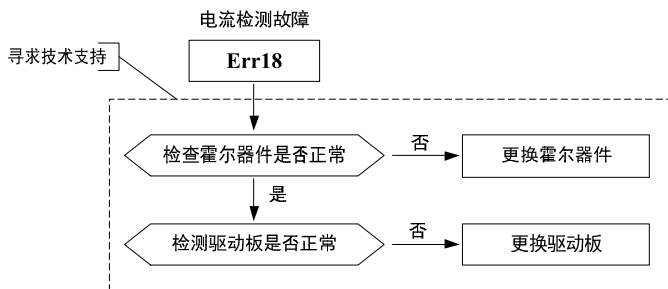 电流检测故障
寻求技术支持
Err18
检查霍尔器件是否正常
否
更换霍尔器件
是
检测驱动板是否正常
否
更换驱动板